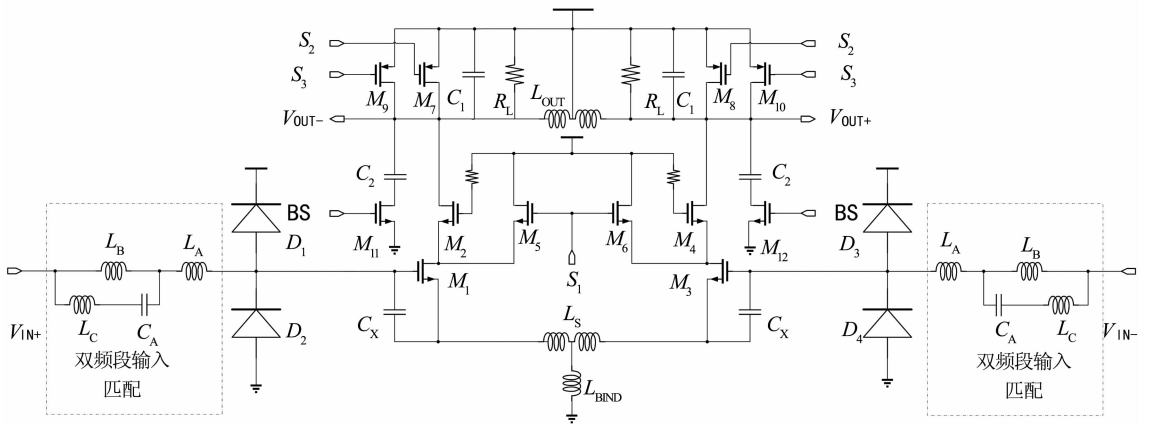 S2
S2
S3
S3
M9
M7
C1
RL
LOUT
RL
C1
M8
M10
VOUT-
VOUT+
C2
C2
BS
BS
D1
D3
M11
M2
M5
M6
M4
M12
S1
LB
LA
LA
LB
M1
M3
VIN+
LC
CA
D2
CX
LS
CX
D4
CA
LC
VIN-
双频段输入
匹配
LBIND
双频段输入
匹配